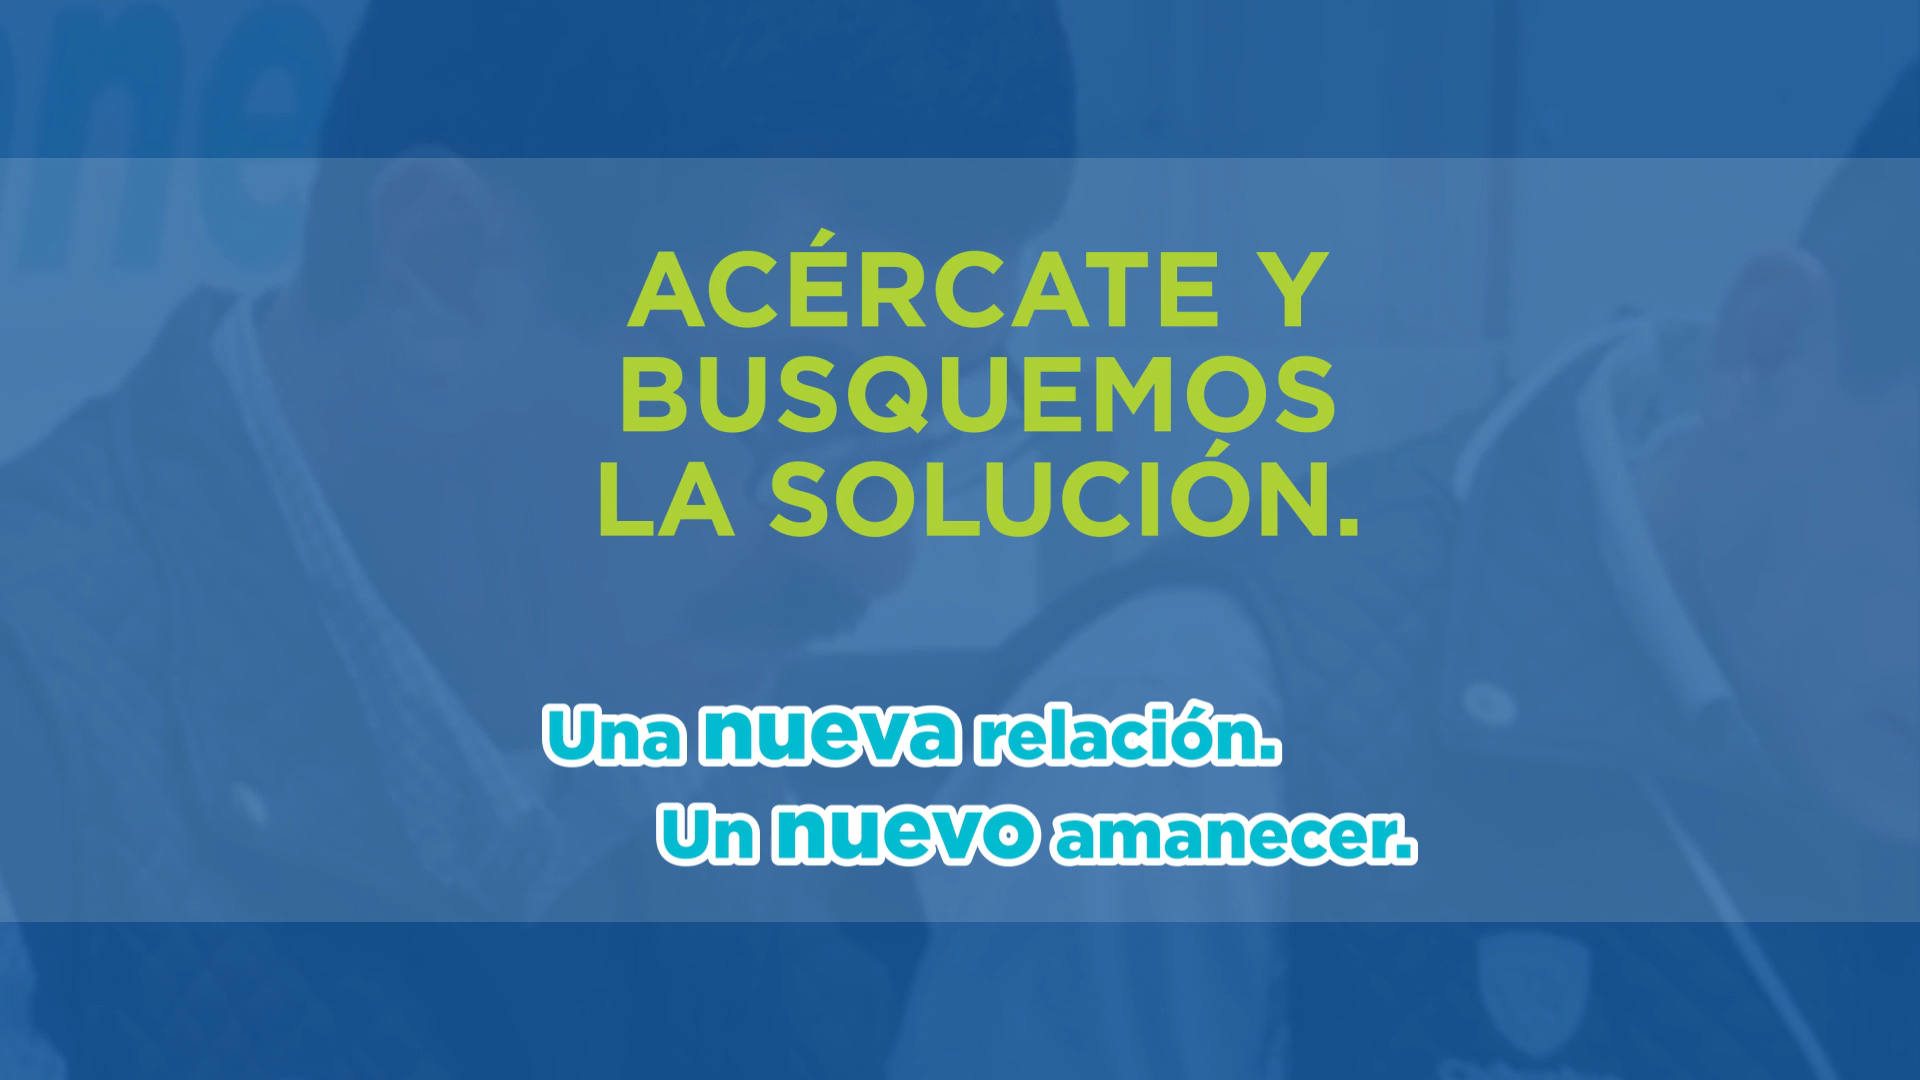 ACÉRCATE Y
BUSQUEMOS
LA SOLUCIÓN.
Una nueva relación.
Un nuevo amanecer.